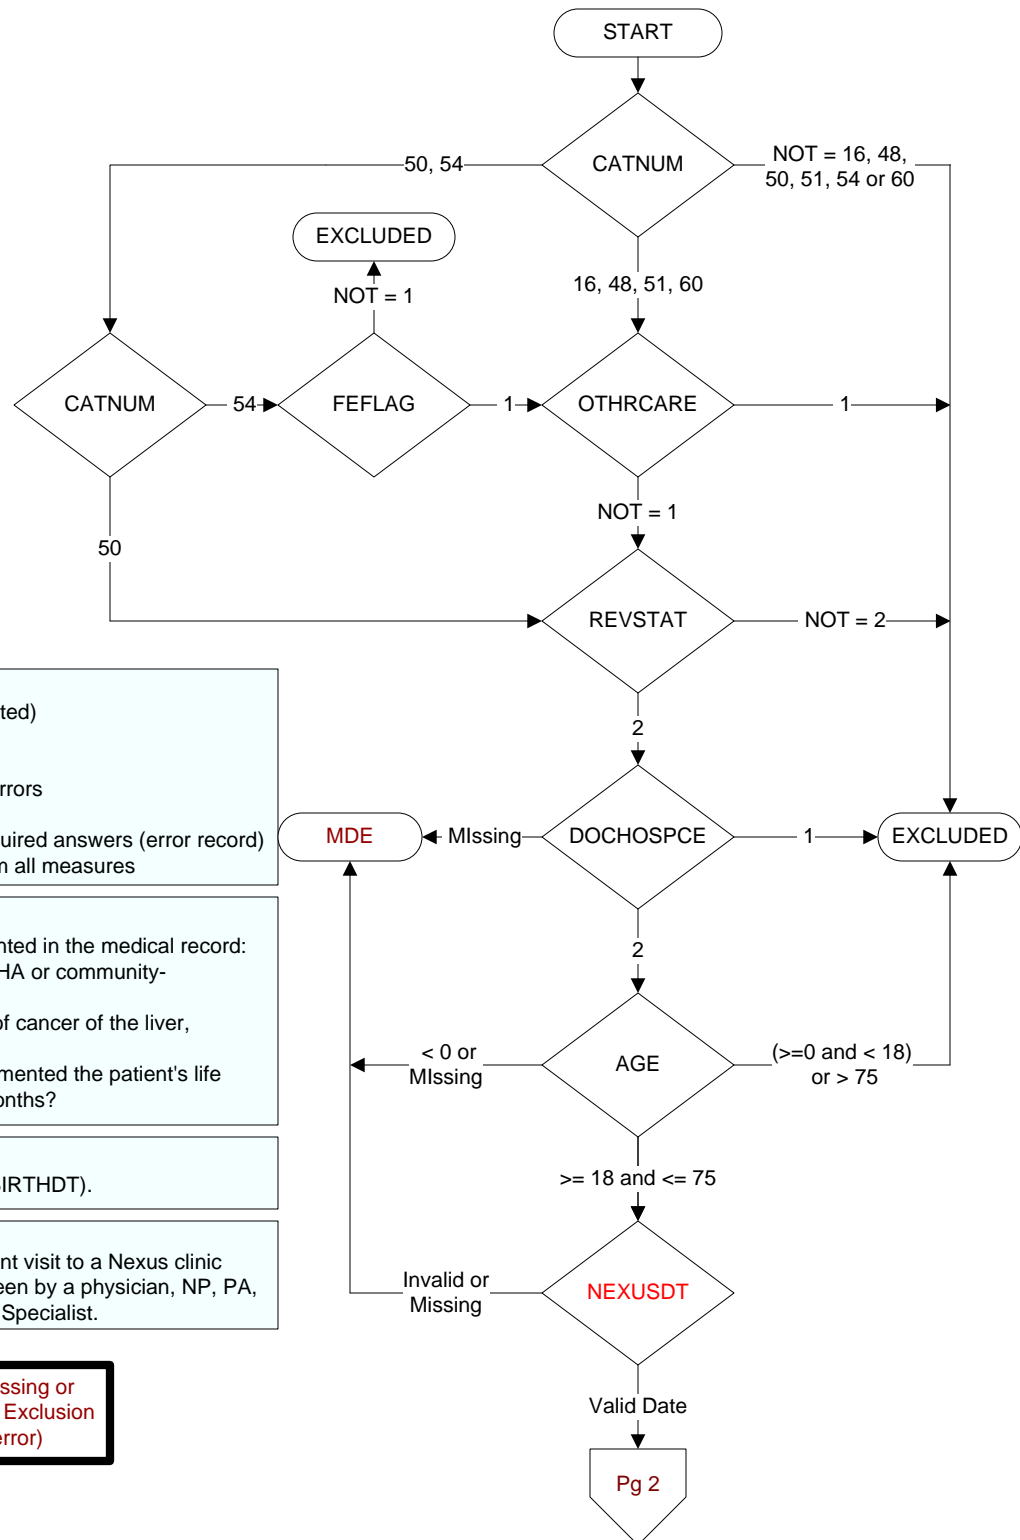 START
CATNUM
50, 54
NOT = 16, 48,
50, 51, 54 or 60
EXCLUDED
NOT = 1
16, 48, 51, 60
CATNUM
54
FEFLAG
1
OTHRCARE
1
NOT = 1
50
REVSTAT
NOT = 2
2
MDE
MIssing
DOCHOSPCE
1
EXCLUDED
2
< 0 or
MIssing
AGE
(>=0 and < 18)
or > 75
>= 18 and <= 75
Invalid or
Missing
NEXUSDT
Valid Date
Pg 2
ted)
rrors
quired answers (error record)
m all measures
nted in the medical record:
HA or community-
of cancer of the liver,
mented the patient's life
onths?
BIRTHDT).
nt visit to a Nexus clinic
een by a physician, NP, PA,
Specialist.
ssing or
Exclusion
error)